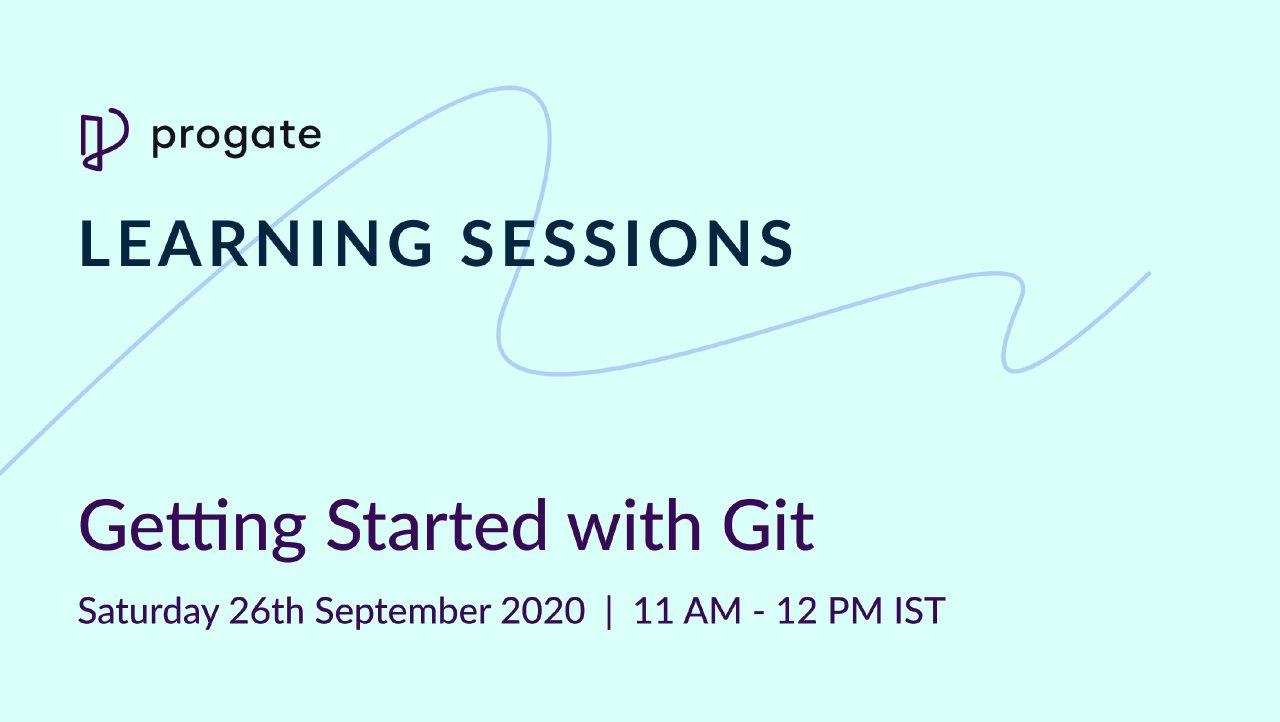 progate
LEARNING SESSIONS
Getting Started with Git
Saturday 26th September 2020 | 11 AM - 12 PM IST